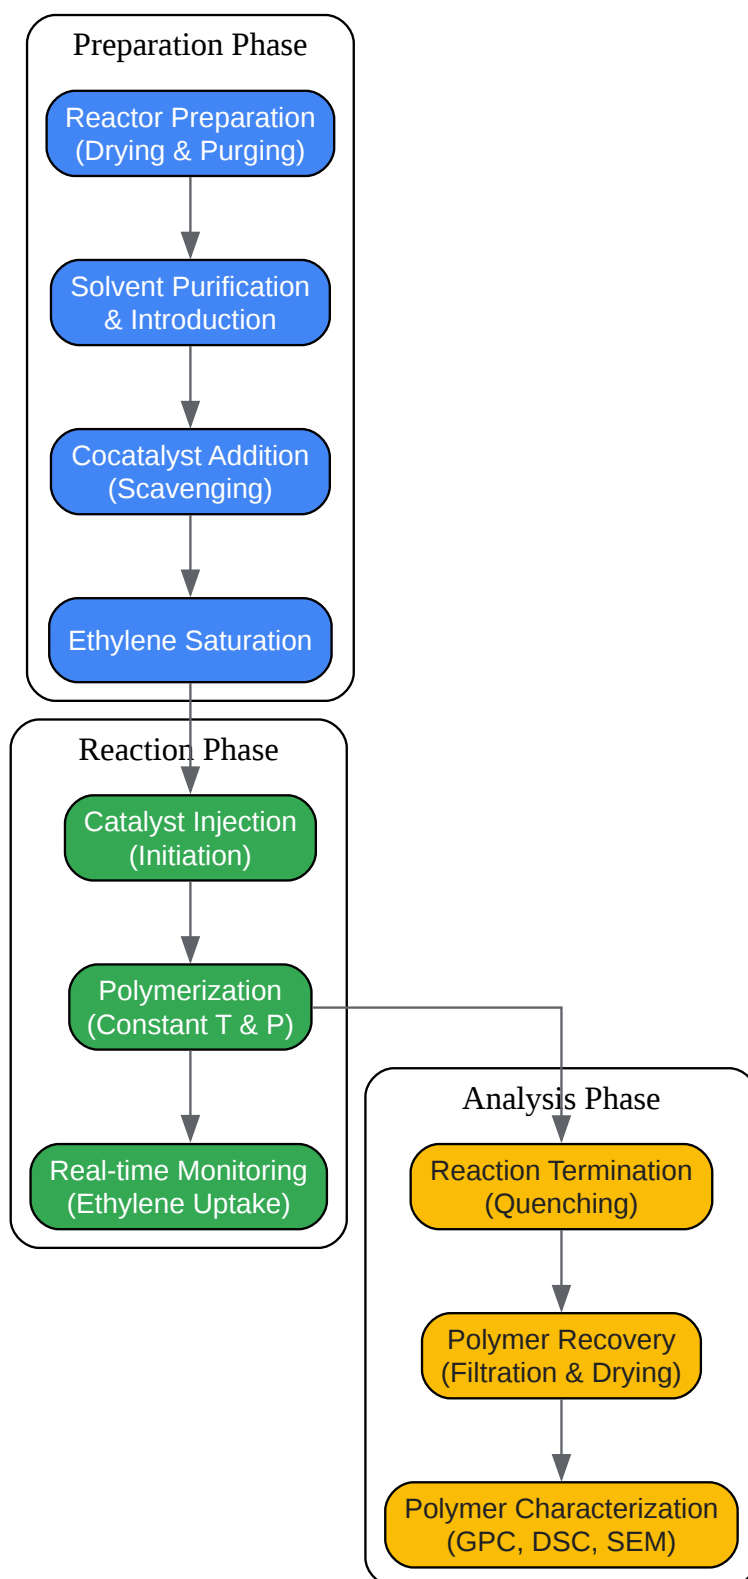 Preparation Phase
Reactor Preparation
(Drying & Purging)
Solvent Purification
& Introduction
Cocatalyst Addition
(Scavenging)
Ethylene Saturation
Reaction Phase
Catalyst Injection
(Initiation)
Polymerization
(Constant T & P)
Real-time Monitoring
(Ethylene Uptake)
Analysis Phase
Reaction Termination
(Quenching)
Polymer Recovery
(Filtration & Drying)
Polymer Characterization
(GPC, DSC, SEM)